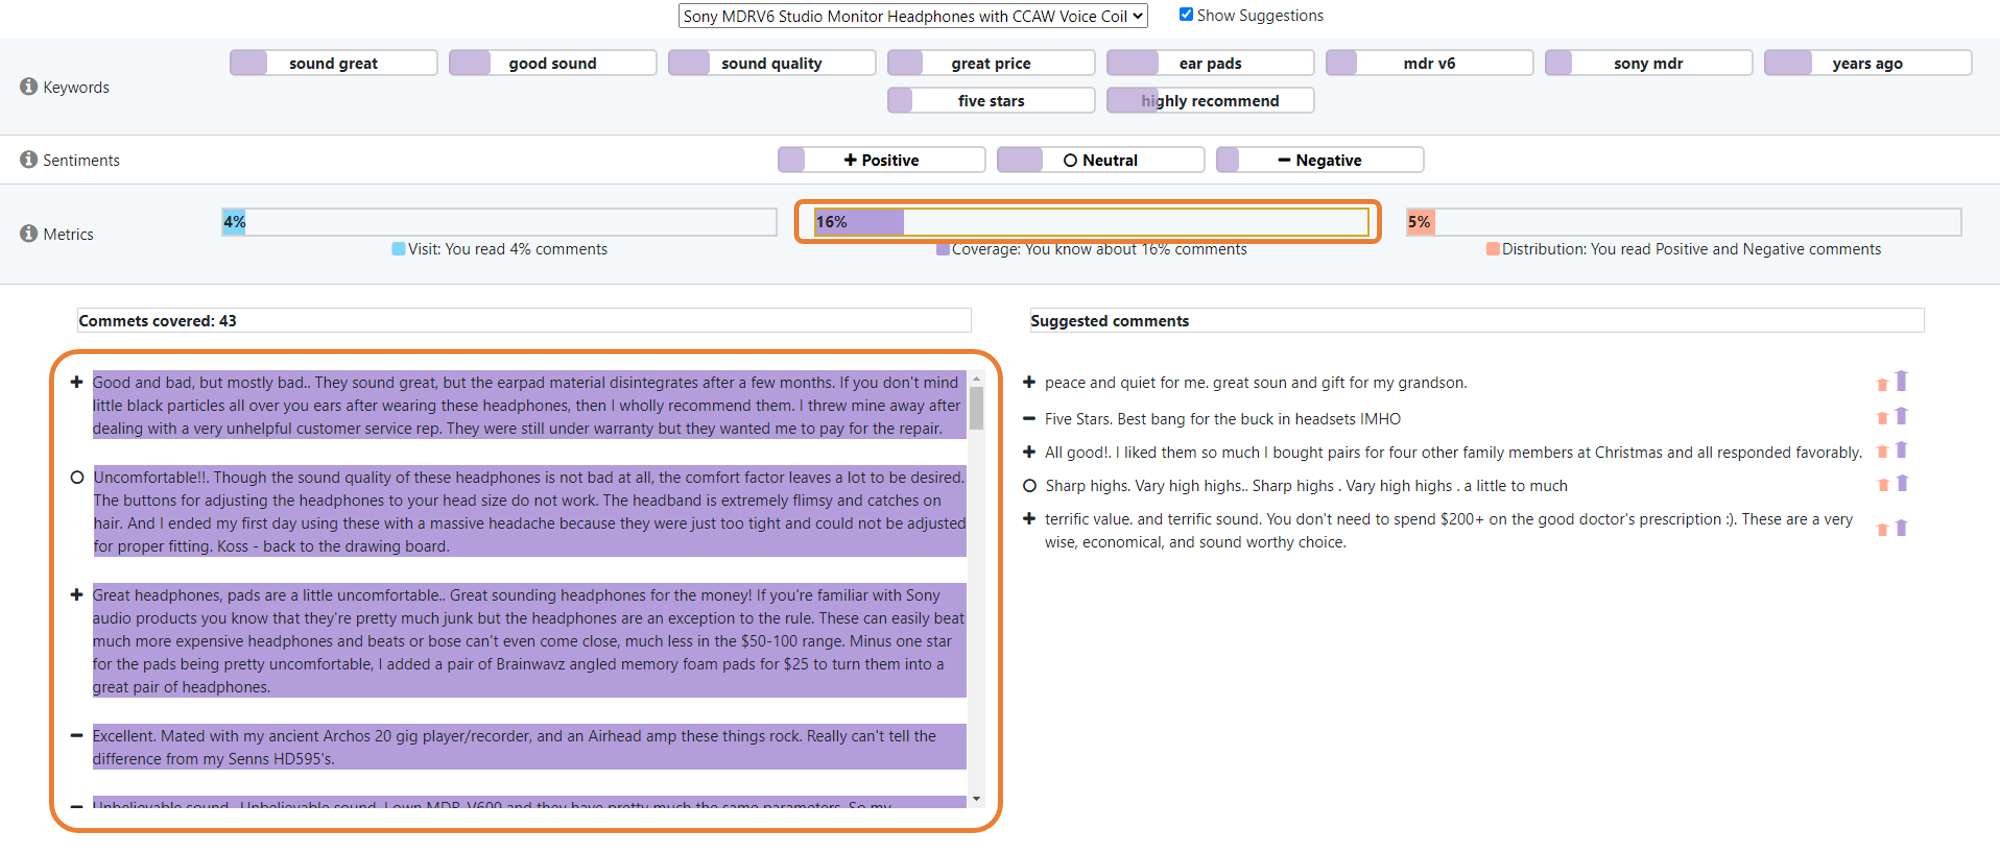 Sony MDRV6 Studio Monitor Headphones with CCAW Voice Coil Show Suggestions
Keywords
sound great good sound sound quality great price ear pads mdr v6 sony mdr years ago
five stars highly recommend
Sentiments
Positive Neutral Negative
Metrics
4% 16% 5%
Visit: You read 4% comments Coverage: You know about 16% comments Distribution: You read Positive and Negative comments
Commets covered: 43
Good and bad, but mostly bad.. They sound great, but the earpad material disintegrates after a few months. If you don't mind
little black particles all over you ears after wearing these headphones, then I wholly recommend them. I threw mine away after
dealing with a very unhelpful customer service rep. They were still under warranty but they wanted me to pay for the repair.
Uncomfortable!!. Though the sound quality of these headphones is not bad at all, the comfort factor leaves a lot to be desired.
The buttons for adjusting the headphones to your head size do not work. The headband is extremely flimsy and catches on
hair. And I ended my first day using these with a massive headache because they were just too tight and could not be adjusted
for proper fitting. Koss - back to the drawing board.
Great headphones, pads are a little uncomfortable.. Great sounding headphones for the money! If you're familiar with Sony
audio products you know that they're pretty much junk but the headphones are an exception to the rule. These can easily beat
much more expensive headphones and beats or bose can't even come close, much less in the $50-100 range. Minus one star
for the pads being pretty uncomfortable, I added a pair of Brainwavz angled memory foam pads for $25 to turn them into a
great pair of headphones.
Excellent. Mated with my ancient Archos 20 gig player/recorder, and an Airhead amp these things rock. Really can't tell the
difference from my Senns HD595's.
Unbelievable sound.. Unbelievable sound. I own MDR-V600 and they have pretty much the same parameters. So my
Suggested comments
peace and quiet for me. great soun and gift for my grandson.
Five Stars. Best bang for the buck in headsets IMHO
All good!. I liked them so much I bought pairs for four other family members at Christmas and all responded favorably.
Sharp highs. Vary high highs.. Sharp highs . Vary high highs . a little to much
terrific value. and terrific sound. You don't need to spend $200+ on the good doctor's prescription :). These are a very
wise, economical, and sound worthy choice.